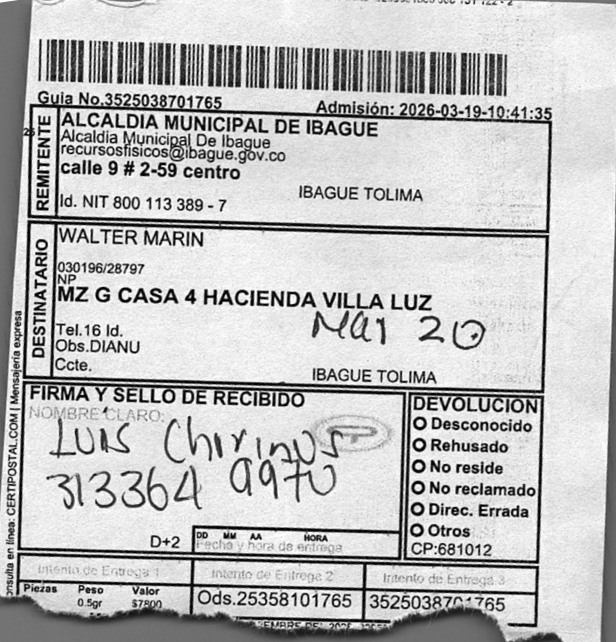 Guia No.3525038701765
Admisión: 2026-03-19-10:41:35
REMITENTE
ALCALDIA MUNICIPAL DE IBAGUE
Alcaldia Municipal De Ibague
recursosfisicos@ibague.gov.co
calle 9 # 2-59 centro
IBAGUE TOLIMA
Id. NIT 800 113 389 - 7
DESTINATARIO
WALTER MARIN
030196/28797
NP
MZ G CASA 4 HACIENDA VILLA LUZ
Mar 20
Tel.16 Id.
Obs.DIANU
Ccte.
IBAGUE TOLIMA
FIRMA Y SELLO DE RECIBIDO
NOMBRE CLARO:
LUIS Chirinos
313364 9970
D+2
DD MM AA HORA
Fecha y hora de entrega
DEVOLUCION
Desconocido
Rehusado
No reside
No reclamado
Direc. Errada
Otros
CP:681012
Intento de Entrega 1
Intento de Entrega 2
Intento de Entrega 3
Piezas Peso Valor
0.5gr $7800
Ods.25358101765
3525038701765
onsulta en línea: CERTIPOSTAL.COM | Mensajería expresa